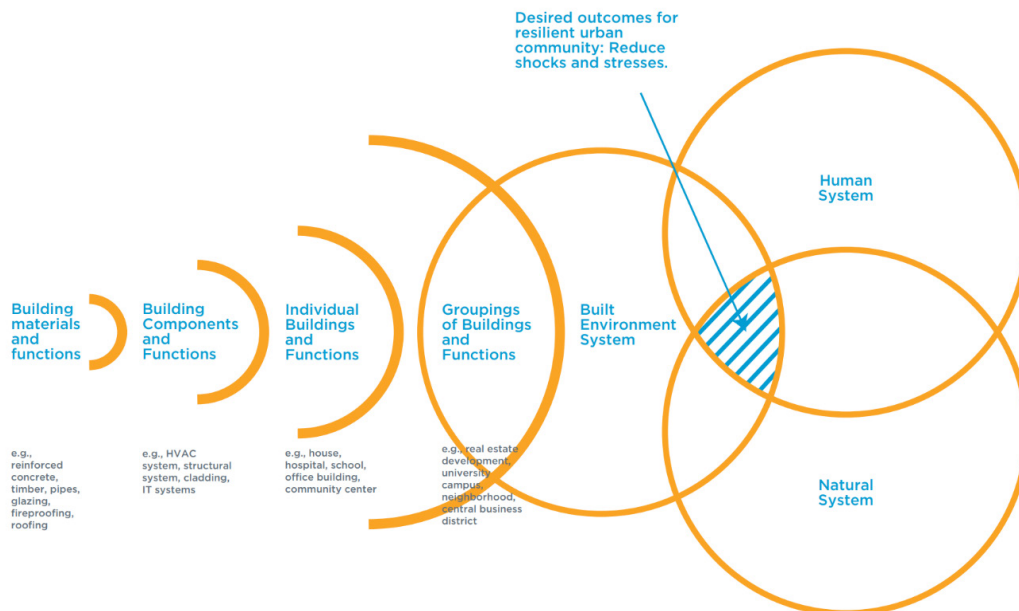 Desired outcomes for
resilient urban
community: Reduce
shocks and stresses.
Human
System
Building
materials
and
functions
Building
Components
and
Functions
Individual
Buildings
and
Functions
Groupings
of Buildings
and
Functions
Built
Environment
System
e.g.,
reinforced
concrete,
timber, pipes,
glazing,
fireproofing,
roofing
e.g., HVAC
system, structural
system, cladding,
IT systems
e.g., house,
hospital, school,
office building,
community center
e.g., real estate
development,
university
campus,
neighborhood,
central business
district
Natural
System